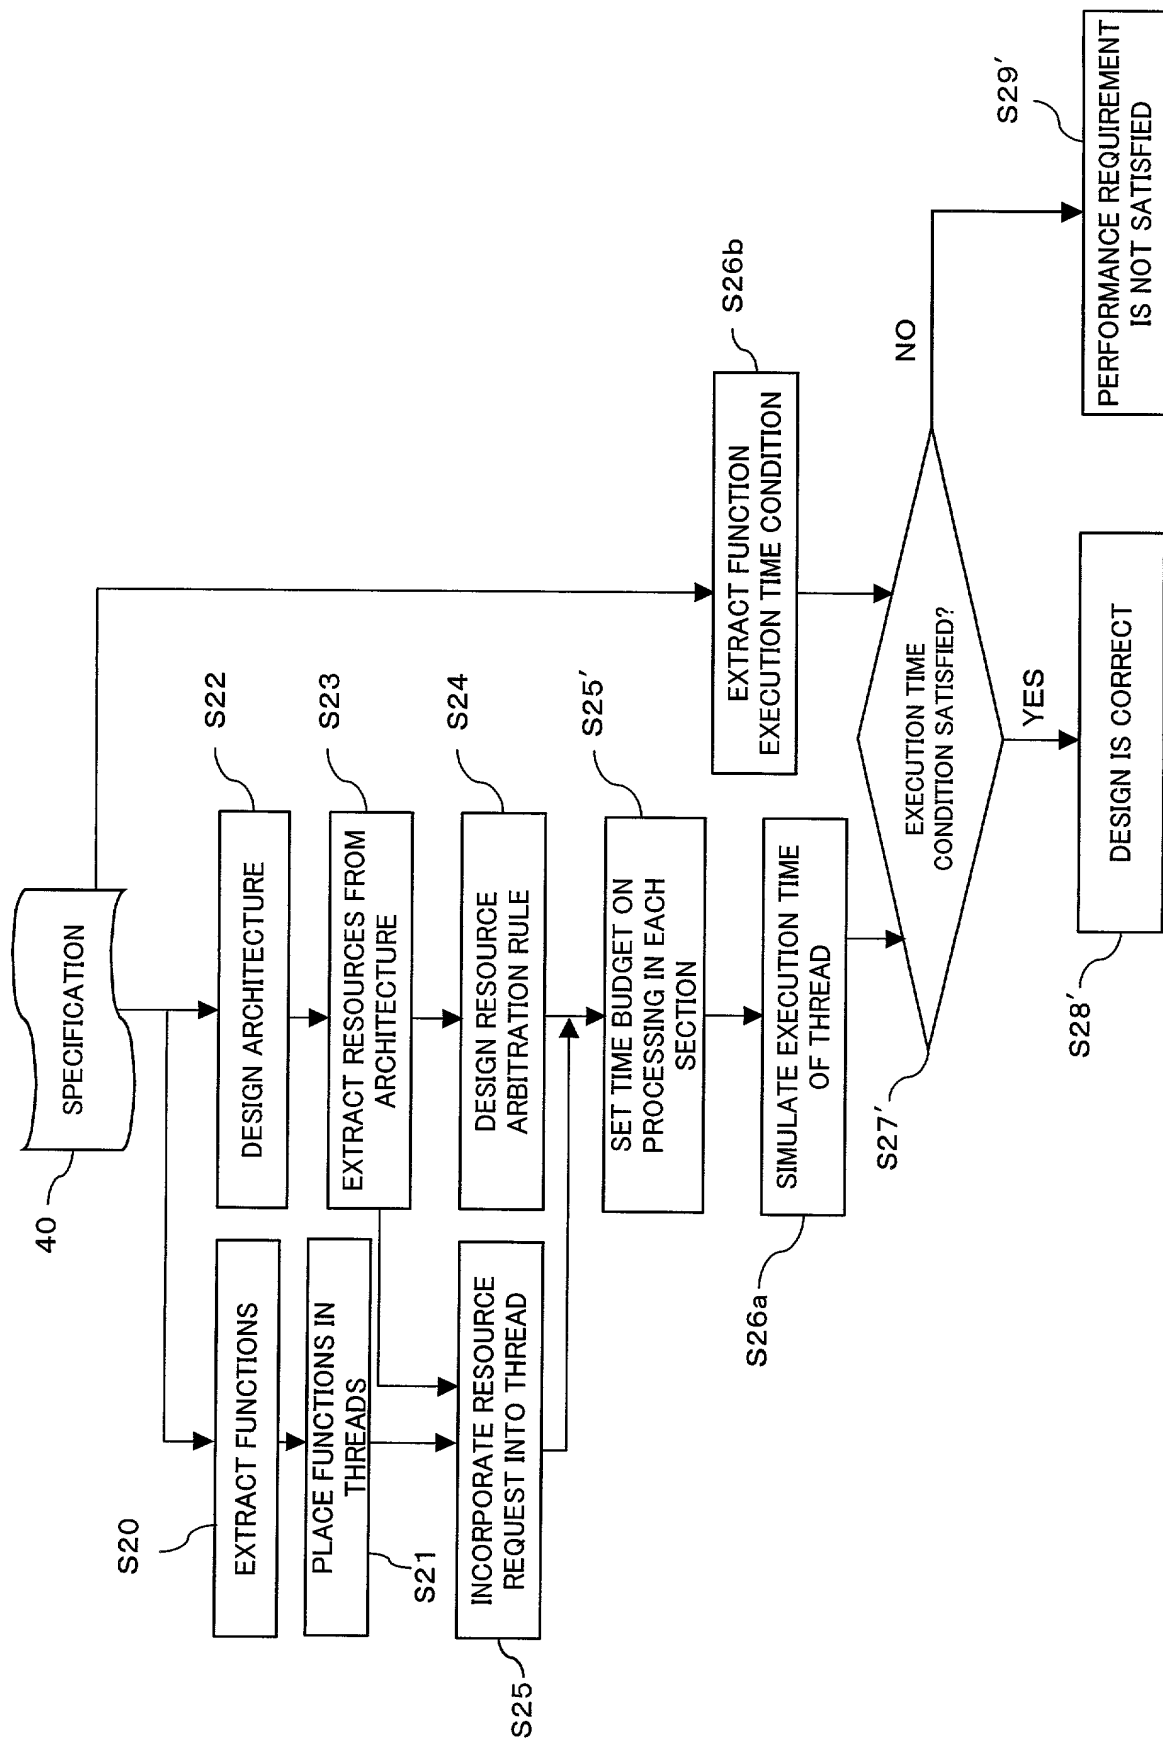 40
SPECIFICATION
S20
EXTRACT FUNCTIONS
DESIGN ARCHITECTURE
S22
PLACE FUNCTIONS IN
THREADS
S21
EXTRACT RESOURCES FROM
ARCHITECTURE
S23
INCORPORATE RESOURCE
REQUEST INTO THREAD
S25
DESIGN RESOURCE
ARBITRATION RULE
S24
SET TIME BUDGET ON
PROCESSING IN EACH
SECTION
S25'
EXTRACT FUNCTION
EXECUTION TIME CONDITION
S26b
SIMULATE EXECUTION TIME
OF THREAD
S26a
EXECUTION TIME
CONDITION SATISFIED?
S27'
NO
YES
DESIGN IS CORRECT
S28'
PERFORMANCE REQUIREMENT
IS NOT SATISFIED
S29'